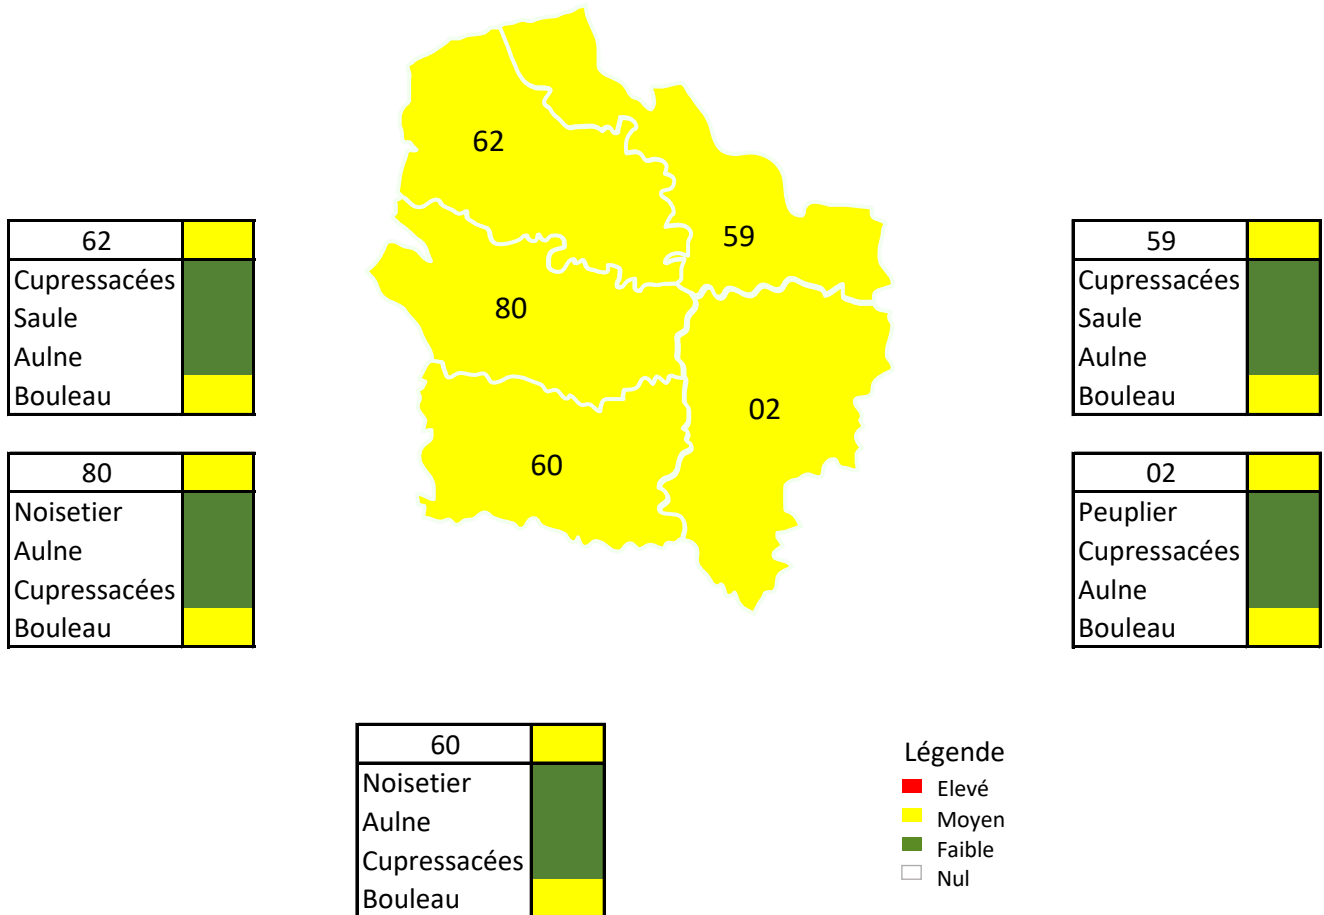 62
59
80
02
60
62
Cupressacées
Saule
Aulne
Bouleau
59
Cupressacées
Saule
Aulne
Bouleau
80
Noisetier
Aulne
Cupressacées
Bouleau
02
Peuplier
Cupressacées
Aulne
Bouleau
60
Noisetier
Aulne
Cupressacées
Bouleau
Légende
Elevé
Moyen
Faible
Nul